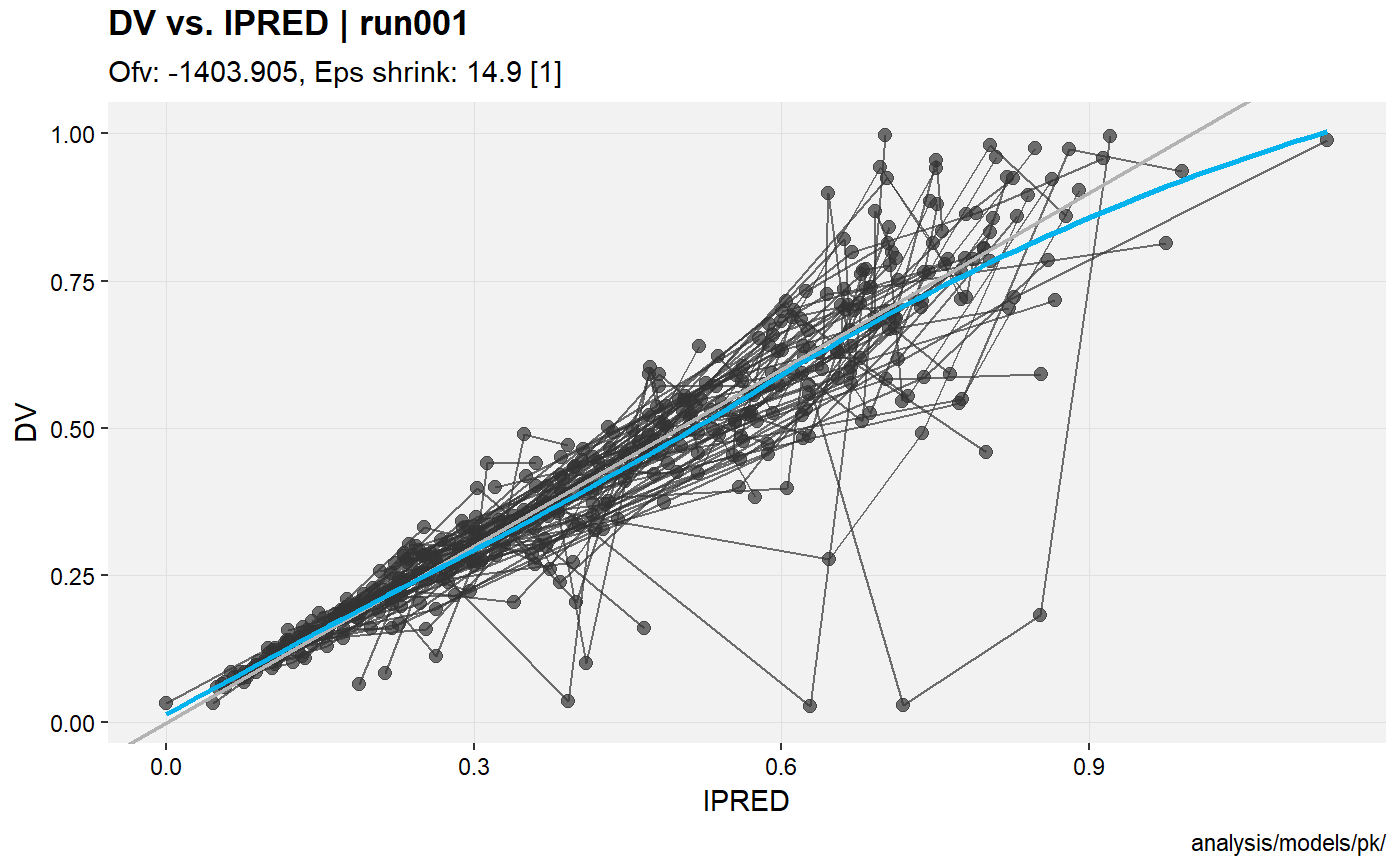 DV vs. IPRED | run001
Ofv: -1403.905, Eps shrink: 14.9 [1]
1.00
0.75
0.50
0.25
0.00
DV
0.0 0.3 0.6 0.9
IPRED
analysis/models/pk/